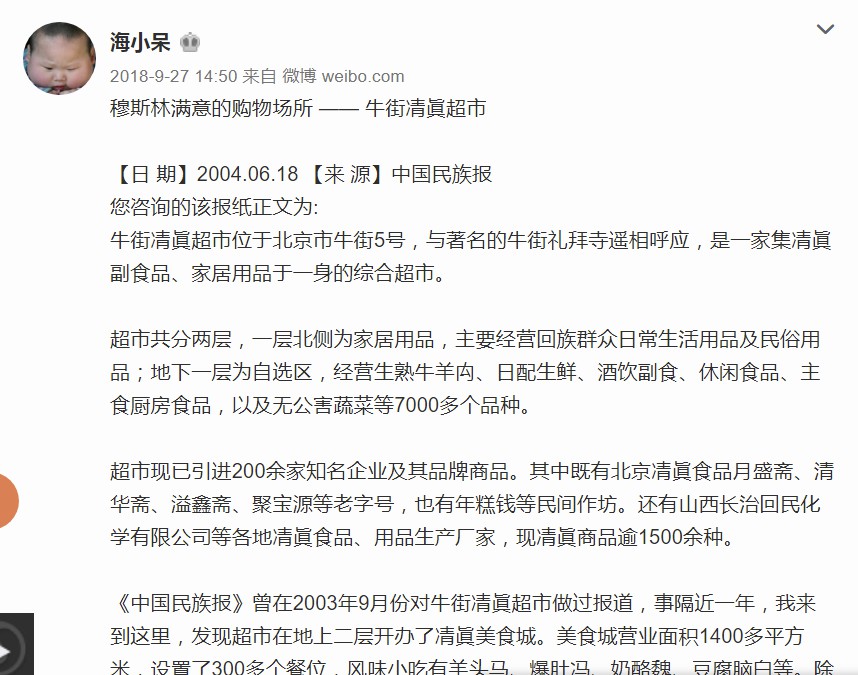 海小呆
2018-9-27 14:50 来自 微博 weibo.com
穆斯林满意的购物场所 —— 牛街凊眞超市
【日 期】2004.06.18 【来 源】中国民族报
您咨询的该报纸正文为:
牛街凊眞超市位于北京市牛街5号，与著名的牛街礼拜寺遥相呼应，是一家集凊眞
副食品、家居用品于一身的综合超市。
超市共分两层，一层北侧为家居用品，主要经营回族群众日常生活用品及民俗用
品；地下一层为自选区，经营生熟牛羊内、日配生鲜、酒饮副食、休闲食品、主
食厨房食品，以及无公害蔬菜等7000多个品种。
超市现已引进200余家知名企业及其品牌商品。其中既有北京凊眞食品月盛斋、清
华斋、溢鑫斋、聚宝源等老字号，也有年糕钱等民间作坊。还有山西长治回民化
学有限公司等各地凊眞食品、用品生产厂家，现凊眞商品逾1500余种。
《中国民族报》曾在2003年9月份对牛街凊眞超市做过报道，事隔近一年，我来
到这里，发现超市在地上二层开办了凊眞美食城。美食城营业面积1400多平方
米，设置了300多个餐位，风味小吃有羊头马、爆肚冯、奶酪魏、豆腐脑白等。除